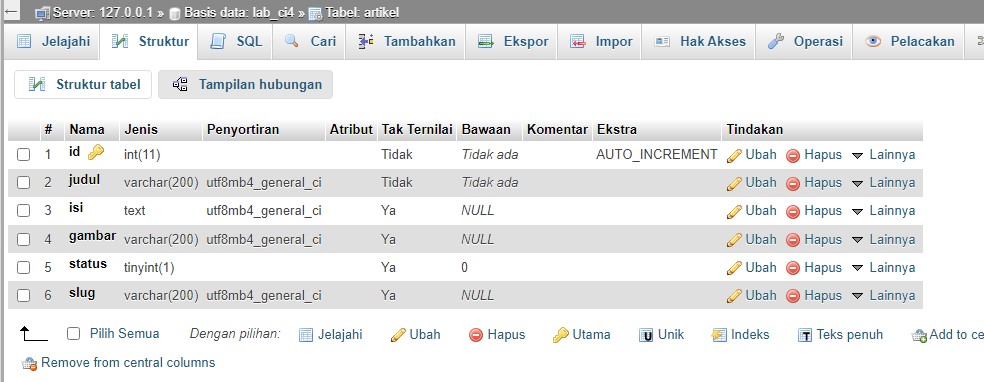 Server: 127.0.0.1 » Basis data: lab_ci4 » Tabel: artikel
Jelajahi Struktur SQL Cari Tambahkan Ekspor Impor Hak Akses Operasi Pelacakan
Struktur tabel Tampilan hubungan
# Nama Jenis Penyortiran Atribut Tak Ternilai Bawaan Komentar Ekstra Tindakan
1 id int(11) Tidak Tidak ada AUTO_INCREMENT Ubah Hapus Lainnya
2 judul varchar(200) utf8mb4_general_ci Tidak Tidak ada Ubah Hapus Lainnya
3 isi text utf8mb4_general_ci Ya NULL Ubah Hapus Lainnya
4 gambar varchar(200) utf8mb4_general_ci Ya NULL Ubah Hapus Lainnya
5 status tinyint(1) Ya 0 Ubah Hapus Lainnya
6 slug varchar(200) utf8mb4_general_ci Ya NULL Ubah Hapus Lainnya
Pilih Semua Dengan pilihan: Jelajahi Ubah Hapus Utama Unik Indeks Teks penuh Add to ce
Remove from central columns